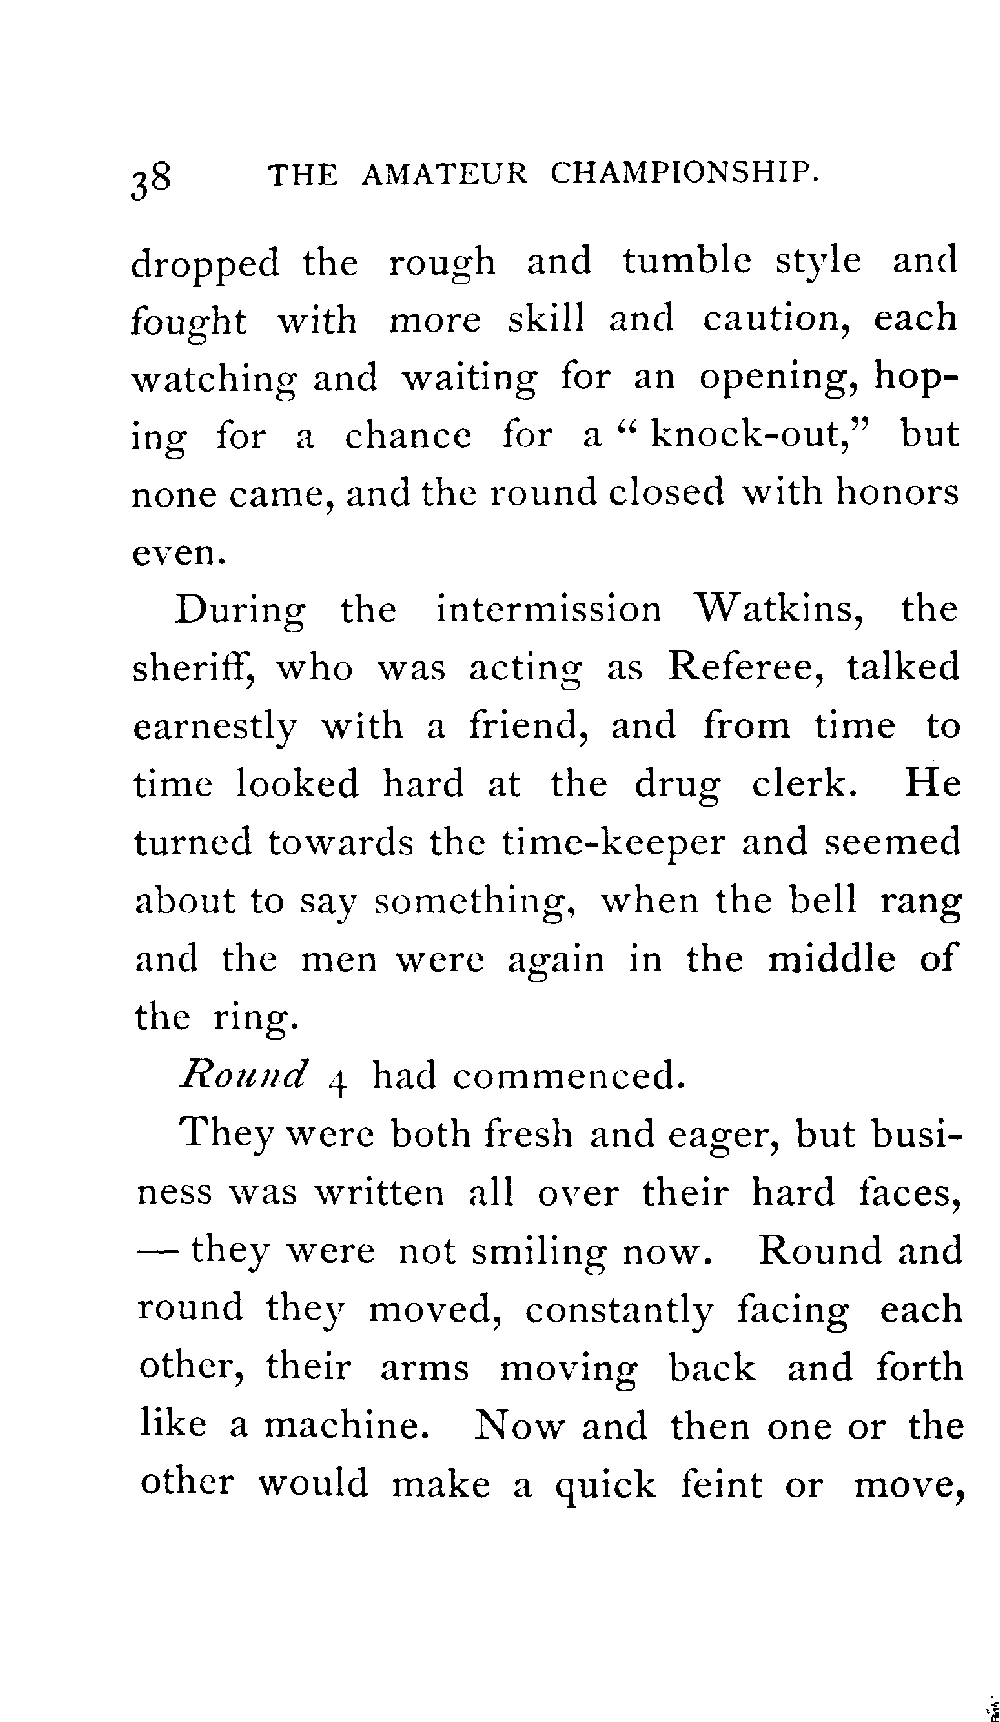 38 THE AMATEUR CHAMPIONSHIP.
dropped the rough and tumble style and
fought with more skill and caution, each
watching and waiting for an opening, hop-
ing for a chance for a “ knock-out,” but
none came, and the round closed with honors
even.
During the intermission Watkins, the
sheriff, who was acting as Referee, talked
earnestly with a friend, and from time to
time looked hard at the drug clerk. He
turned towards the time-keeper and seemed
about to say something, when the bell rang
and the men were again in the middle of
the ring.
Round 4 had commenced.
They were both fresh and eager, but busi-
ness was written all over their hard faces,
— they were not smiling now. Round and
round they moved, constantly facing each
other, their arms moving back and forth
like a machine. Now and then one or the
other would make a quick feint or move,